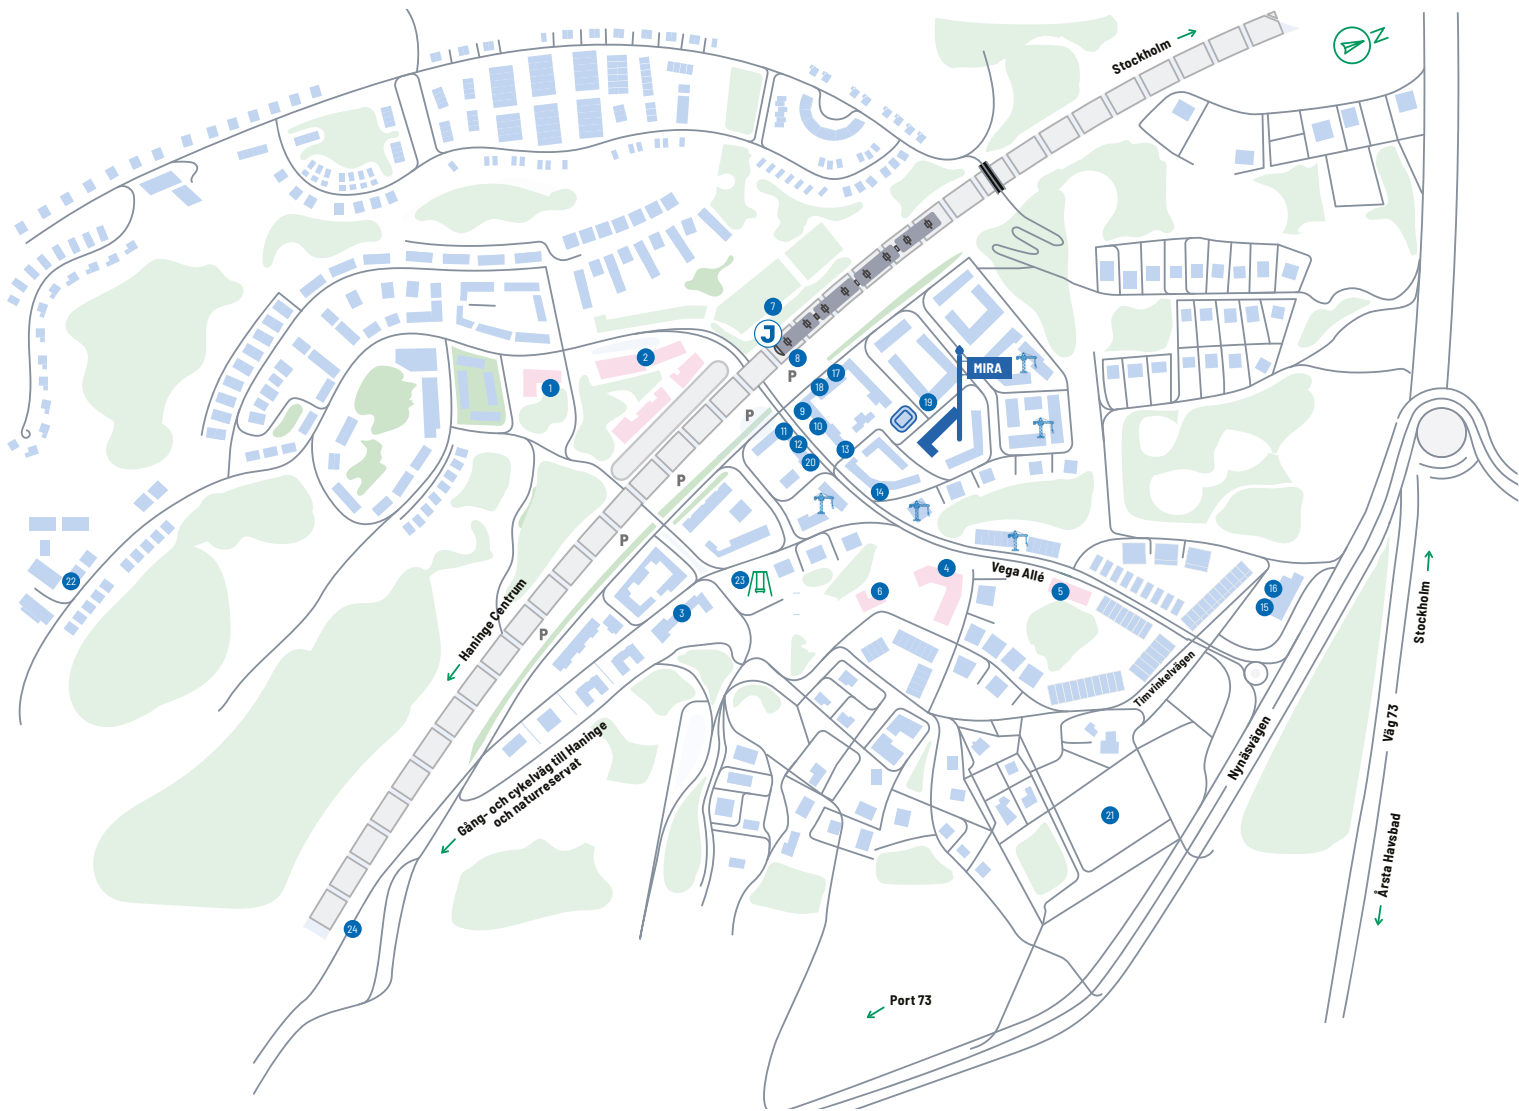 Stockholm
N
7
J
8
P
17
18
MIRA
2
1
P
9
19
10
11
12
13
20
14
P
P
Vega Allé
4
5
6
23
3
22
16
15
Haninge Centrum
P
Stockholm
Timvinkelvägen
Nynäsvägen
Väg 73
Gång- och cykelväg till Haninge
och naturreservat
21
Årsta Havsbad
24
Port 73